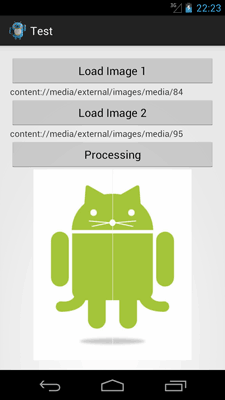 3G
22:23
Test
Load Image 1
content://media/external/images/media/84
Load Image 2
content://media/external/images/media/95
Processing